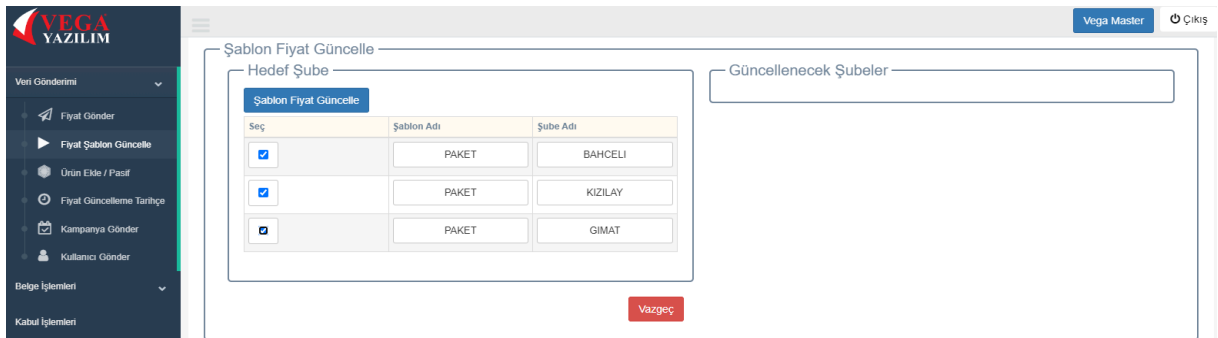 VEGA
YAZILIM
Vega Master
Çıkış
Veri Gönderimi
Fiyat Gönder
Fiyat Şablon Güncelle
Ürün Ekle / Pasif
Fiyat Güncelleme Tarihçe
Kampanya Gönder
Kullanıcı Gönder
Belge İşlemleri
Kabul İşlemleri
Şablon Fiyat Güncelle
Hedef Şube
Şablon Fiyat Güncelle
Seç Şablon Adı Şube Adı
PAKET BAHCELI
PAKET KIZILAY
PAKET GIMAT
Vazgeç
Güncellenecek Şubeler